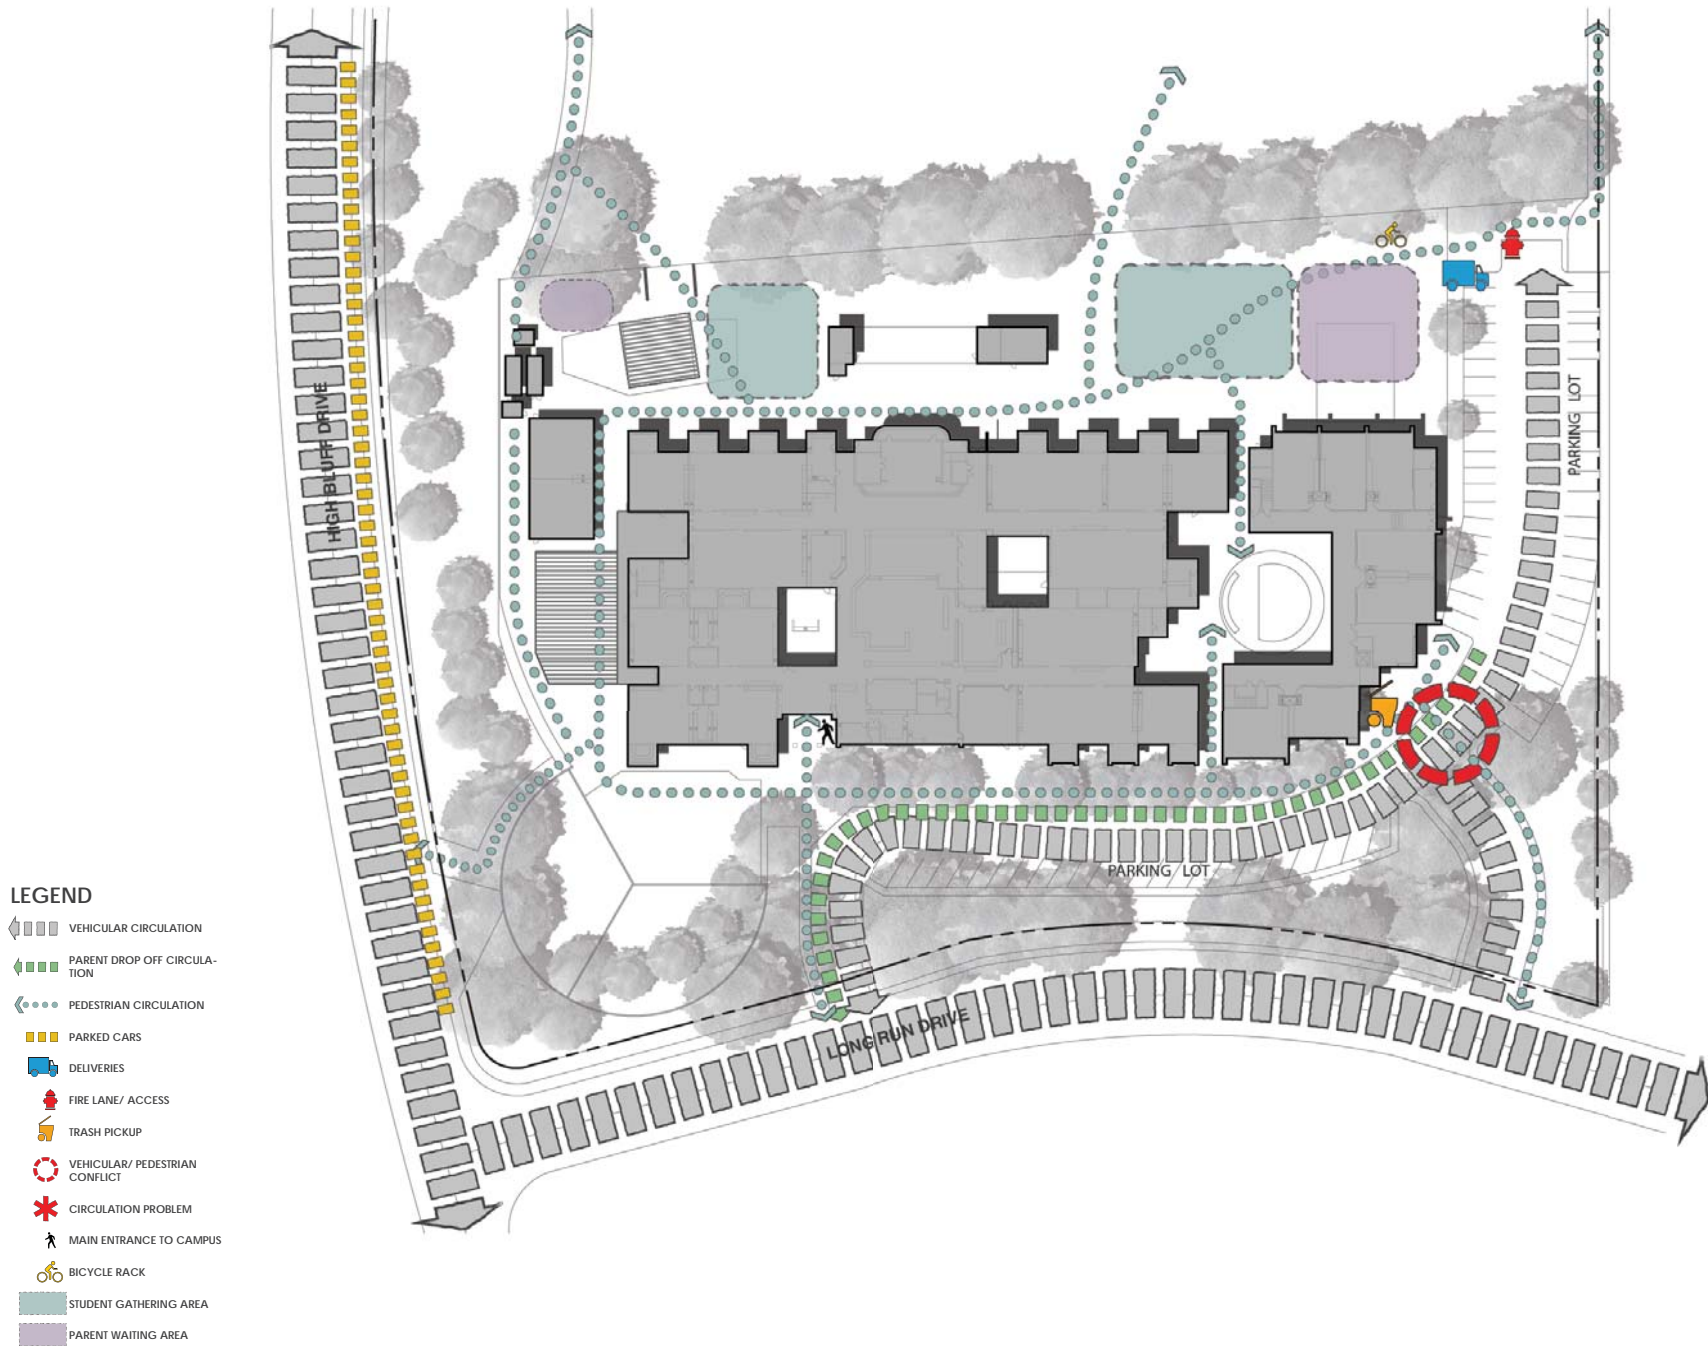 HIGH BLUFF DRIVE
PARKING LOT
PARKING LOT
LONG RUN DRIVE
LEGEND
VEHICULAR CIRCULATION
PARENT DROP OFF CIRCULA-
TION
PEDESTRIAN CIRCULATION
PARKED CARS
DELIVERIES
FIRE LANE/ ACCESS
TRASH PICKUP
VEHICULAR/ PEDESTRIAN
CONFLICT
CIRCULATION PROBLEM
MAIN ENTRANCE TO CAMPUS
BICYCLE RACK
STUDENT GATHERING AREA
PARENT WAITING AREA